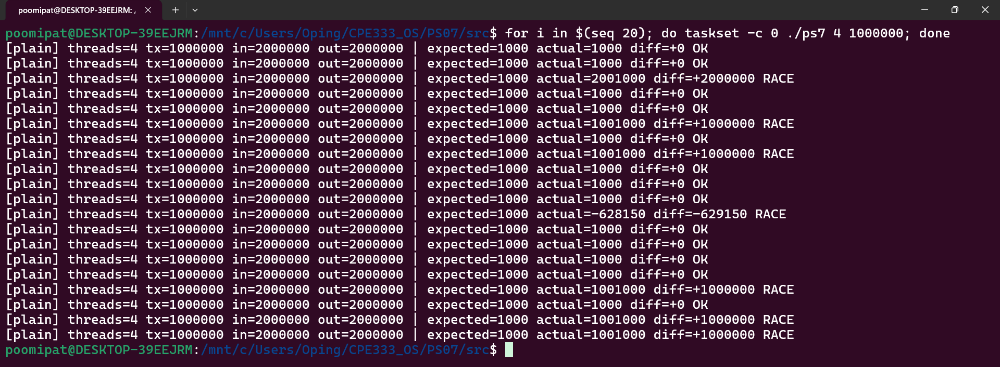 poomipat@DESKTOP-39EEJRM: /
poomipat@DESKTOP-39EEJRM:/mnt/c/Users/Oping/CPE333_OS/PS07/src$ for i in $(seq 20); do taskset -c 0 ./ps7 4 1000000; done
[plain] threads=4 tx=1000000 in=2000000 out=2000000 | expected=1000 actual=1000 diff=+0 OK
[plain] threads=4 tx=1000000 in=2000000 out=2000000 | expected=1000 actual=1000 diff=+0 OK
[plain] threads=4 tx=1000000 in=2000000 out=2000000 | expected=1000 actual=2001000 diff=+2000000 RACE
[plain] threads=4 tx=1000000 in=2000000 out=2000000 | expected=1000 actual=1000 diff=+0 OK
[plain] threads=4 tx=1000000 in=2000000 out=2000000 | expected=1000 actual=1000 diff=+0 OK
[plain] threads=4 tx=1000000 in=2000000 out=2000000 | expected=1000 actual=1001000 diff=+1000000 RACE
[plain] threads=4 tx=1000000 in=2000000 out=2000000 | expected=1000 actual=1000 diff=+0 OK
[plain] threads=4 tx=1000000 in=2000000 out=2000000 | expected=1000 actual=1001000 diff=+1000000 RACE
[plain] threads=4 tx=1000000 in=2000000 out=2000000 | expected=1000 actual=1000 diff=+0 OK
[plain] threads=4 tx=1000000 in=2000000 out=2000000 | expected=1000 actual=1000 diff=+0 OK
[plain] threads=4 tx=1000000 in=2000000 out=2000000 | expected=1000 actual=1000 diff=+0 OK
[plain] threads=4 tx=1000000 in=2000000 out=2000000 | expected=1000 actual=-628150 diff=-629150 RACE
[plain] threads=4 tx=1000000 in=2000000 out=2000000 | expected=1000 actual=1000 diff=+0 OK
[plain] threads=4 tx=1000000 in=2000000 out=2000000 | expected=1000 actual=1000 diff=+0 OK
[plain] threads=4 tx=1000000 in=2000000 out=2000000 | expected=1000 actual=1000 diff=+0 OK
[plain] threads=4 tx=1000000 in=2000000 out=2000000 | expected=1000 actual=1000 diff=+0 OK
[plain] threads=4 tx=1000000 in=2000000 out=2000000 | expected=1000 actual=1001000 diff=+1000000 RACE
[plain] threads=4 tx=1000000 in=2000000 out=2000000 | expected=1000 actual=1000 diff=+0 OK
[plain] threads=4 tx=1000000 in=2000000 out=2000000 | expected=1000 actual=1001000 diff=+1000000 RACE
[plain] threads=4 tx=1000000 in=2000000 out=2000000 | expected=1000 actual=1001000 diff=+1000000 RACE
poomipat@DESKTOP-39EEJRM:/mnt/c/Users/Oping/CPE333_OS/PS07/src$